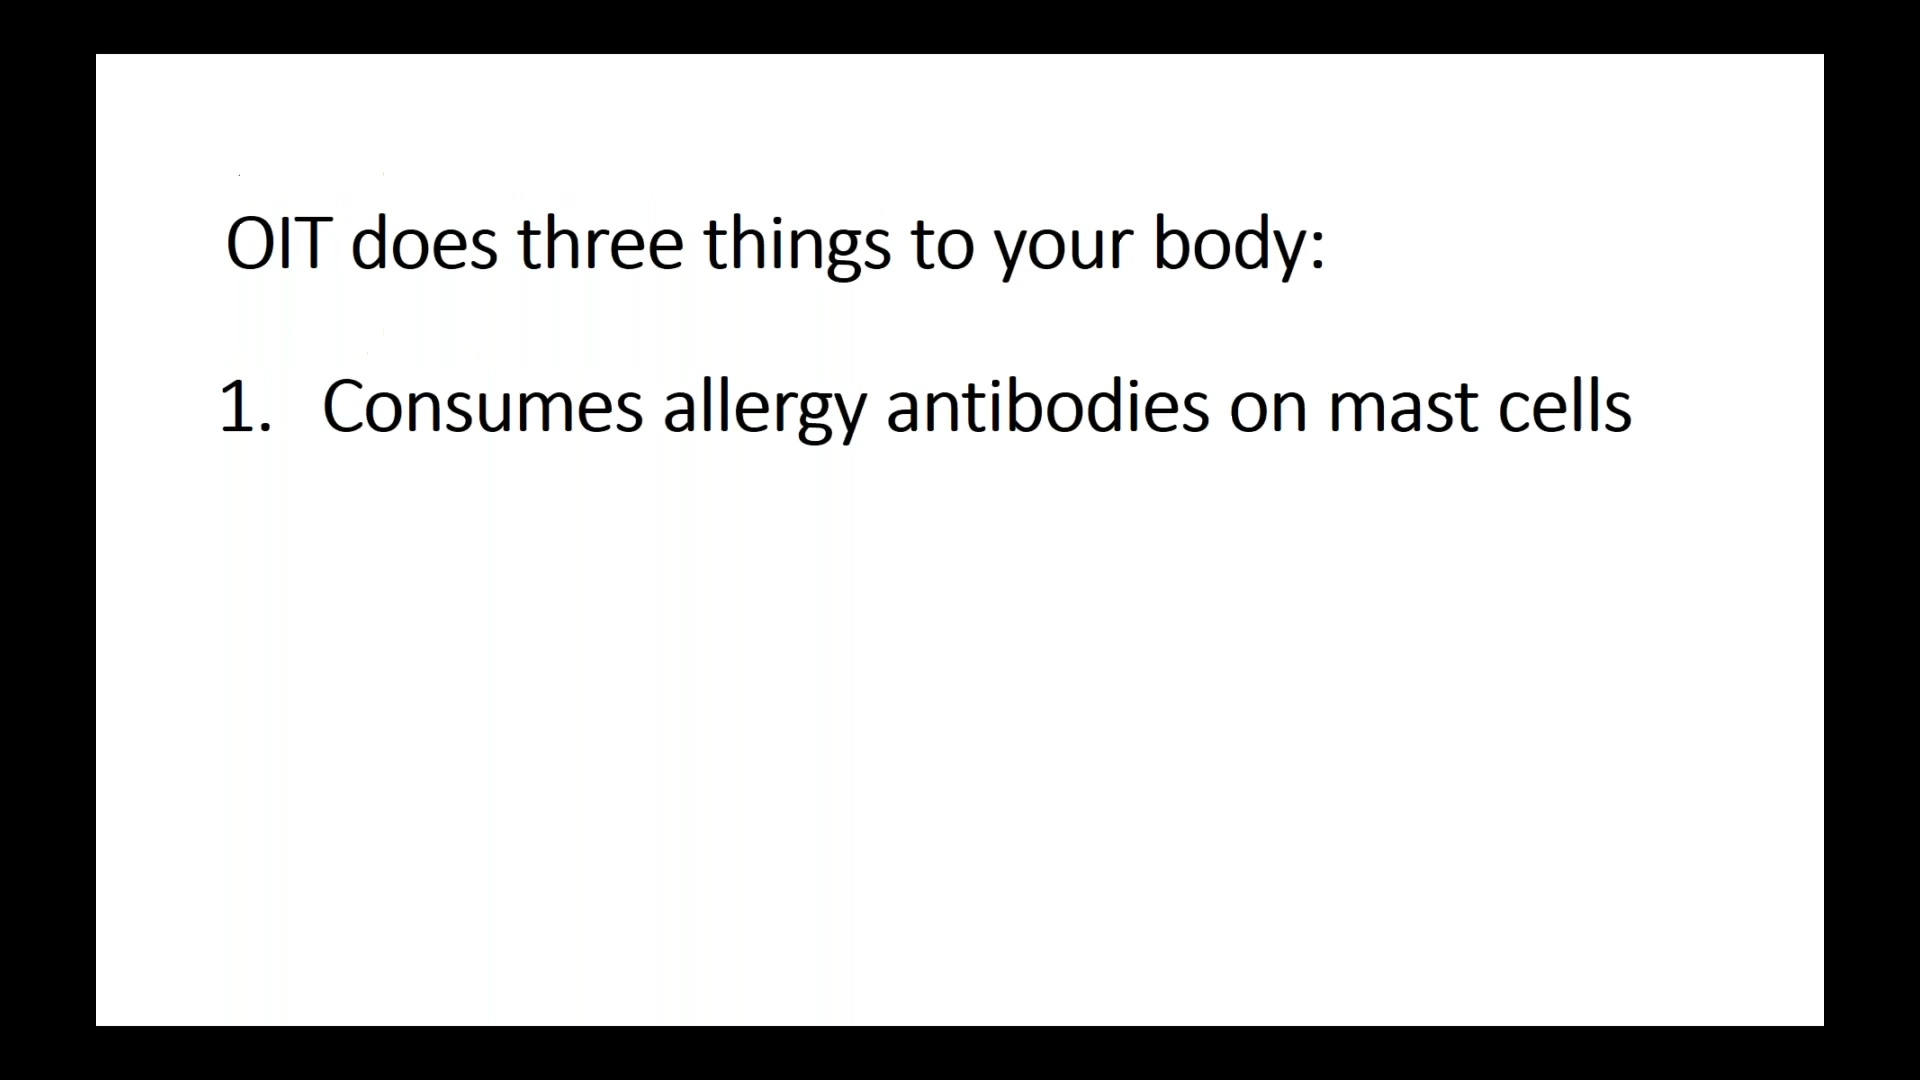 OIT does three things to your body:
1. Consumes allergy antibodies on mast cells